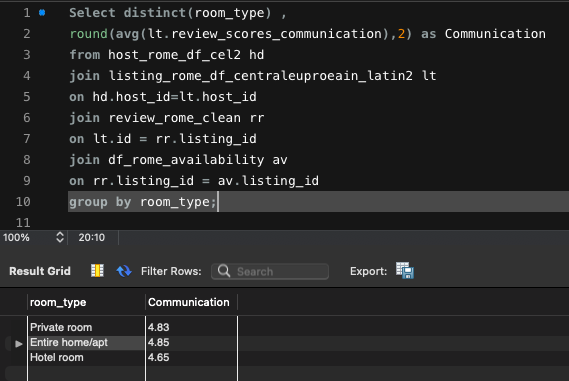 1 Select distinct(room_type) ,
2 round(avg(lt.review_scores_communication),2) as Communication
3 from host_rome_df_cel2 hd
4 join listing_rome_df_centraleuproeain_latin2 lt
5 on hd.host_id=lt.host_id
6 join review_rome_clean rr
7 on lt.id = rr.listing_id
8 join df_rome_availability av
9 on rr.listing_id = av.listing_id
10 group by room_type;
11
100% 20:10
Result Grid Filter Rows: Search Export:
room_type Communication
Private room 4.83
Entire home/apt 4.85
Hotel room 4.65